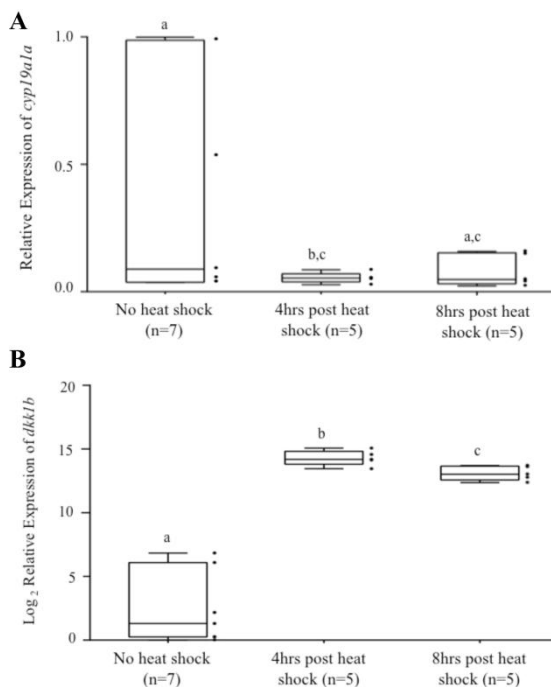 A
Relative Expression of cyp19a1a
1.0
0.5
0.0
a
b,c
a,c
No heat shock
(n=7)
4hrs post heat
shock (n=5)
8hrs post heat
shock (n=5)
B
Log 2 Relative Expression of dkk1b
20
15
10
5
0
a
b
c
No heat shock
(n=7)
4hrs post heat
shock (n=5)
8hrs post heat
shock (n=5)